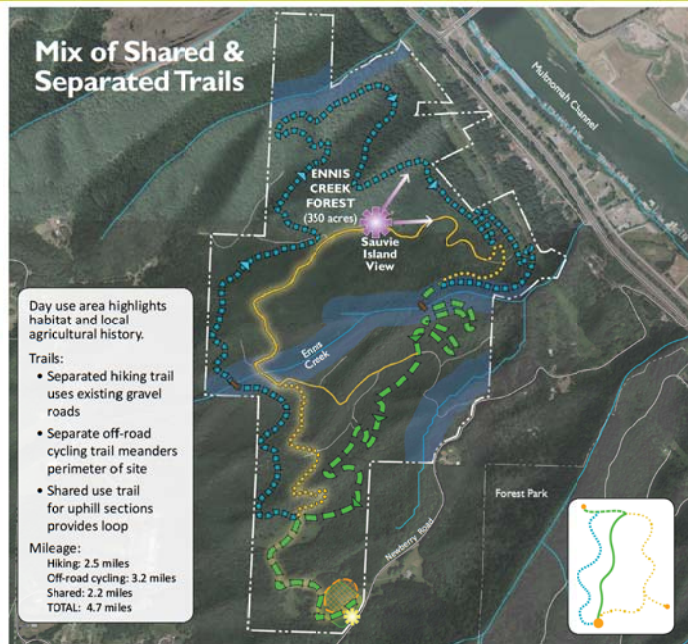 Mix of Shared &
Separated Trails
Multnomah Channel
ENNIS
CREEK
FOREST
(350 acres)
Sauvie
Island
View
Day use area highlights
habitat and local
agricultural history.
Trails:
• Separated hiking trail
uses existing gravel
roads
• Separate off-road
cycling trail meanders
perimeter of site
• Shared use trail
for uphill sections
provides loop
Mileage:
Hiking: 2.5 miles
Off-road cycling: 3.2 miles
Shared: 2.2 miles
TOTAL: 4.7 miles
Ennis
Creek
Forest Park
Newberry Road